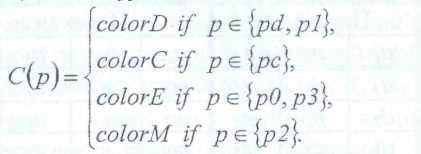 colorD if p ∈ {pd, p1},
colorC if p ∈ {pc},
C(p) =
colorE if p ∈ {p0, p3},
colorM if p ∈ {p2}.